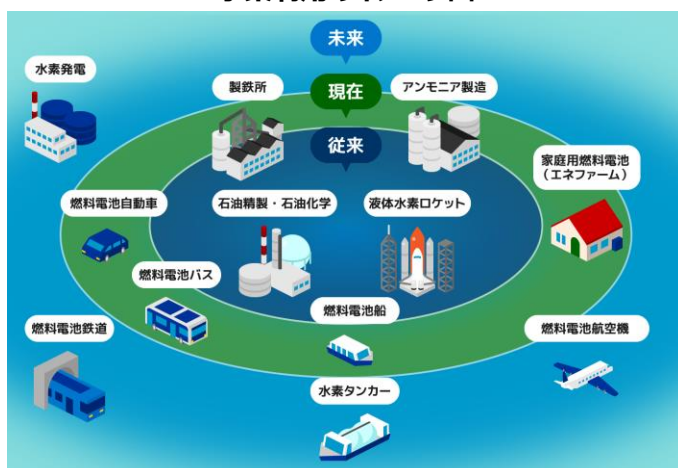 未来
水素発電
製鉄所
現在
アンモニア製造
従来
家庭用燃料電池
（エネファーム）
燃料電池自動車
石油精製・石油化学
液体水素ロケット
燃料電池バス
燃料電池船
燃料電池鉄道
燃料電池航空機
水素タンカー